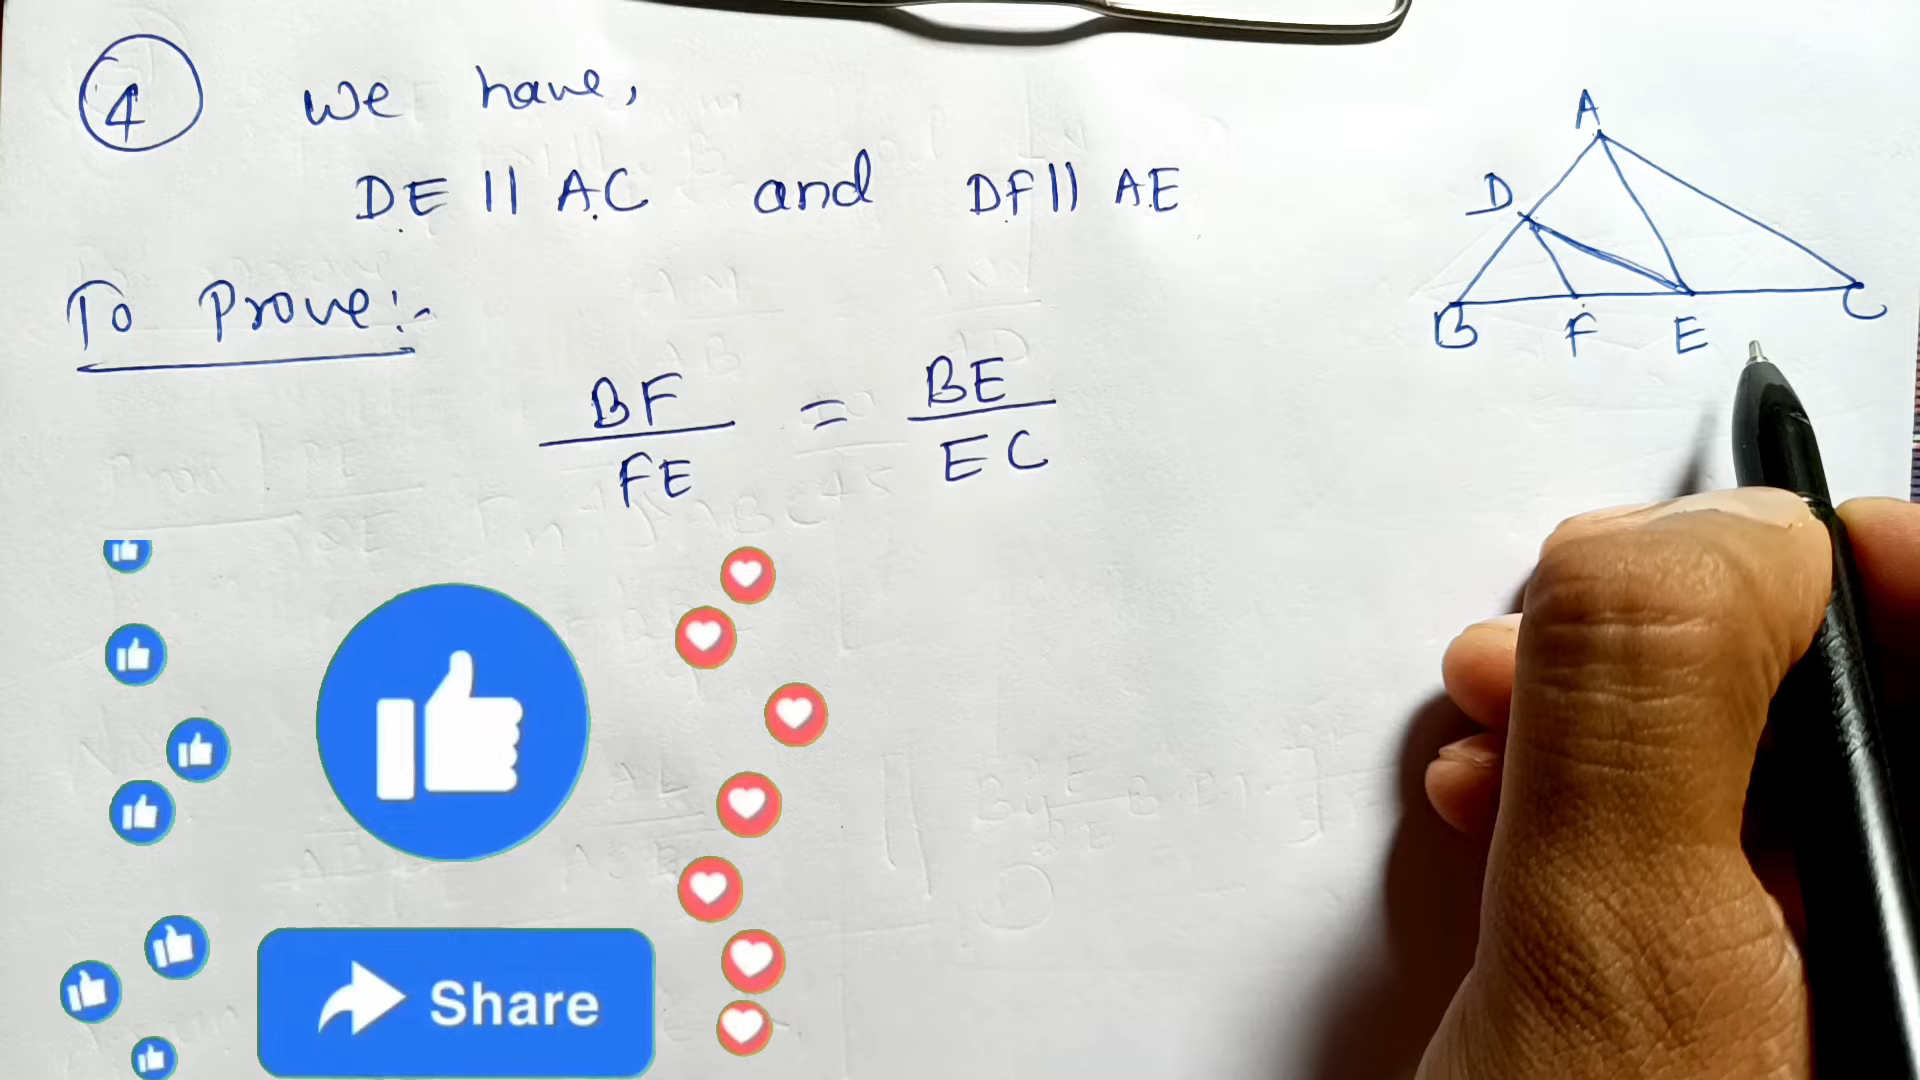 4 We have,
DE || AC and DF || AE
To Prove:-
BF / FE = BE / EC
A
D
B F E C
Share